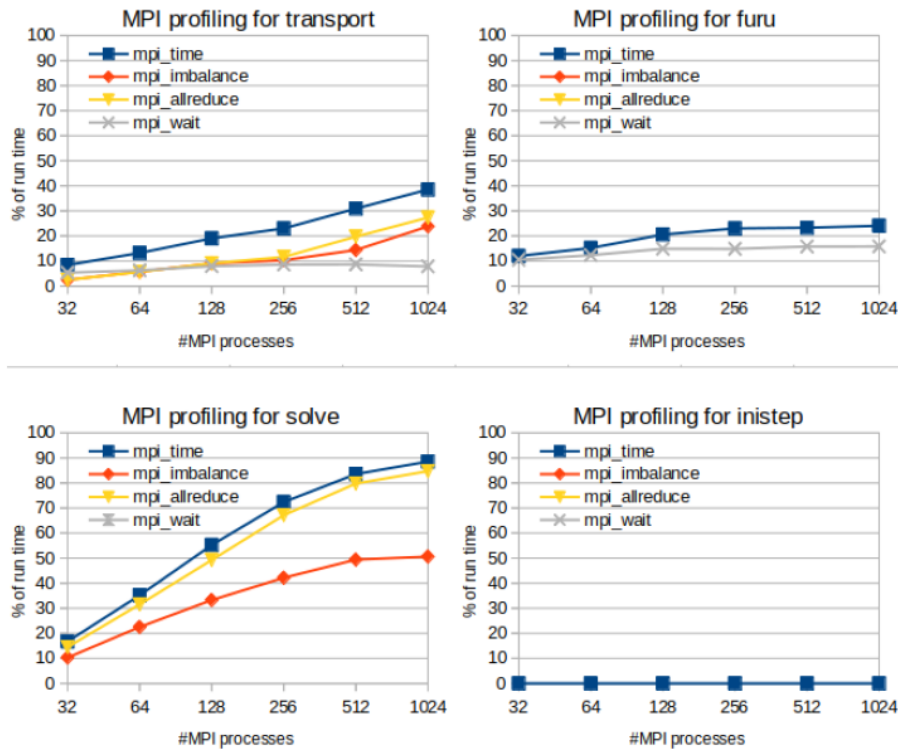 MPI profiling for transport
100
90
80
70
60
50
40
30
20
10
0
% of run time
mpi_time
mpi_imbalance
mpi_allreduce
mpi_wait
32 64 128 256 512 1024
#MPI processes
MPI profiling for furu
100
90
80
70
60
50
40
30
20
10
0
% of run time
mpi_time
mpi_imbalance
mpi_allreduce
mpi_wait
32 64 128 256 512 1024
#MPI processes
MPI profiling for solve
100
90
80
70
60
50
40
30
20
10
0
% of run time
mpi_time
mpi_imbalance
mpi_allreduce
mpi_wait
32 64 128 256 512 1024
#MPI processes
MPI profiling for inistep
100
90
80
70
60
50
40
30
20
10
0
% of run time
mpi_time
mpi_imbalance
mpi_allreduce
mpi_wait
32 64 128 256 512 1024
#MPI processes